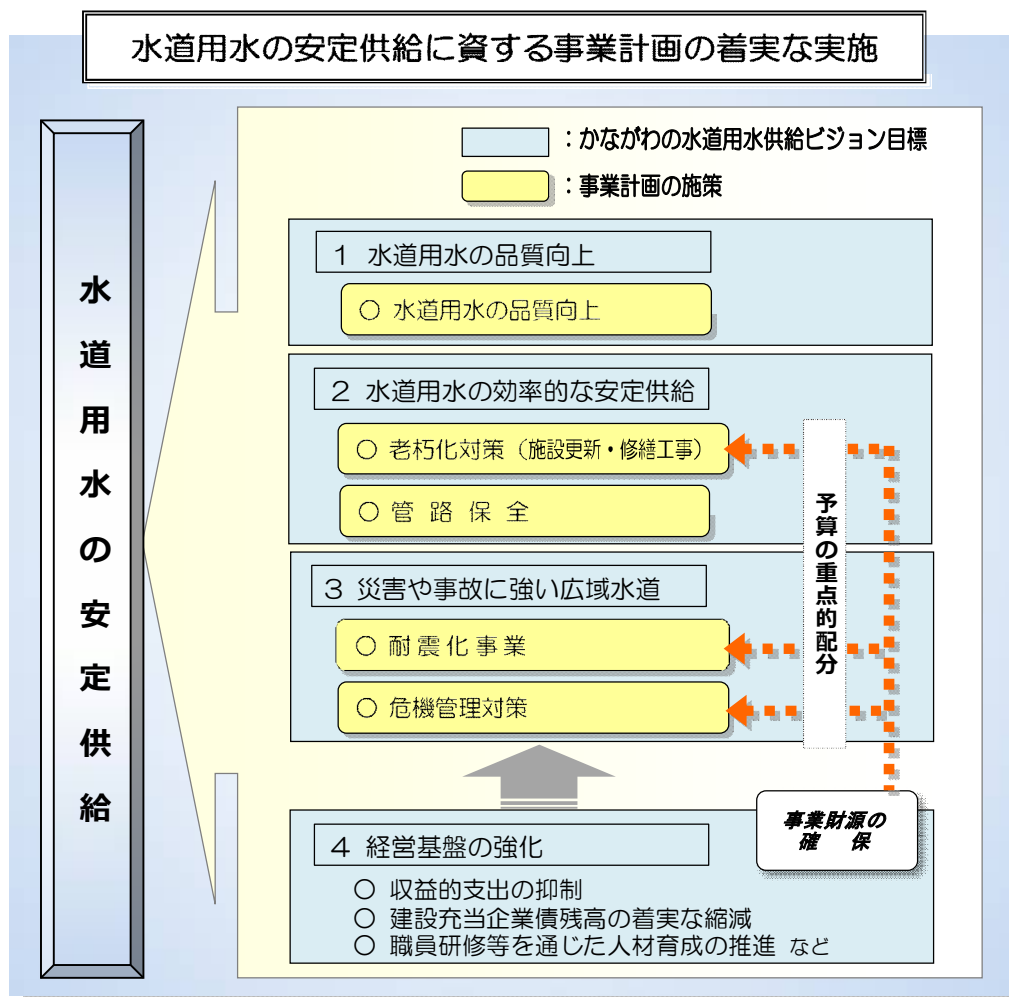 水道用水の安定供給に資する事業計画の着実な実施
水道用水の安定供給
：かながわの水道用水供給ビジョン目標
：事業計画の施策
１ 水道用水の品質向上
○ 水道用水の品質向上
２ 水道用水の効率的な安定供給
○ 老朽化対策（施設更新・修繕工事）
○ 管 路 保 全
３ 災害や事故に強い広域水道
○ 耐 震 化 事 業
○ 危機管理対策
予算の重点的配分
事業財源の
確 保
４ 経営基盤の強化
○ 収益的支出の抑制
○ 建設充当企業債残高の着実な縮減
○ 職員研修等を通じた人材育成の推進 など